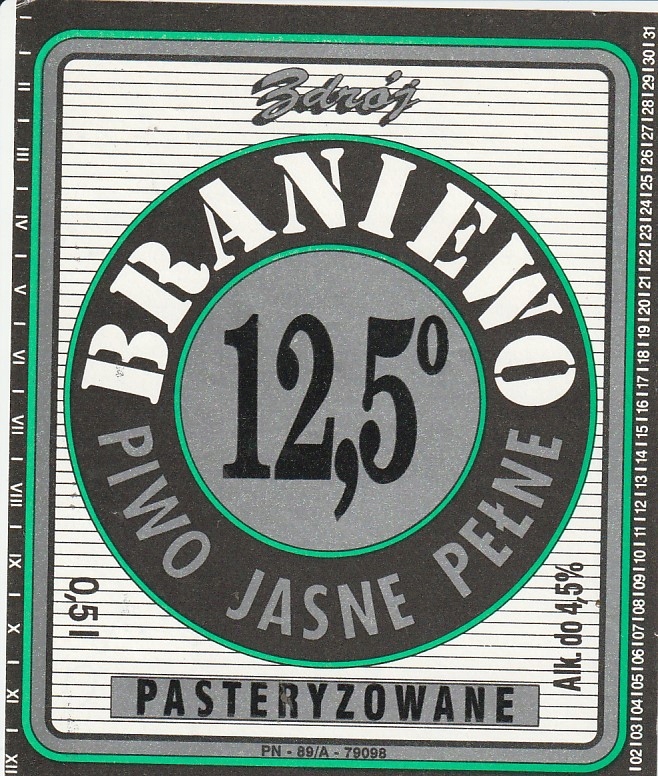 Zdrój
BRANIEWO
12,5°
PIWO JASNE PEŁNE
0,5 l
Alk. do 4,5%
PASTERYZOWANE
PN - 89/A - 79098
I I II I III I IV I V I VI I VII I VIII I IX I X I XI I XII
02 I 03 I 04 I 05 I 06 I 07 I 08 I 09 I 10 I 11 I 12 I 13 I 14 I 15 I 16 I 17 I 18 I 19 I 20 I 21 I 22 I 23 I 24 I 25 I 26 I 27 I 28 I 29 I 30 I 31